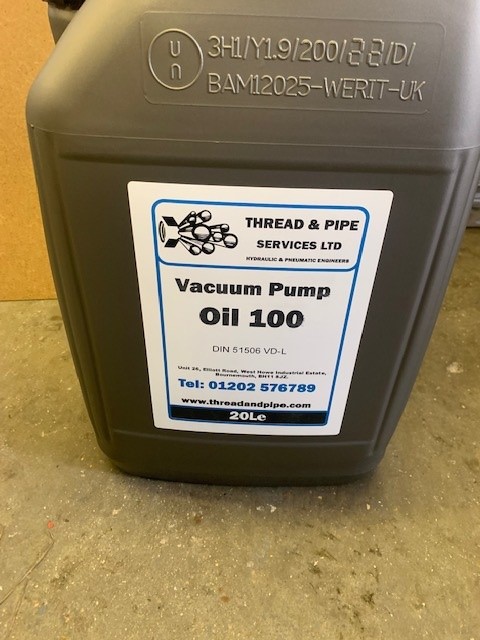 un
3H1/Y1.9/200/22/D/
BAM12025-WERIT-UK
THREAD & PIPE
SERVICES LTD
HYDRAULIC & PNEUMATIC ENGINEERS
Vacuum Pump
Oil 100
DIN 51506 VD-L
Unit 26, Elliott Road, West Howe Industrial Estate,
Bournemouth, BH11 8JZ.
Tel: 01202 576789
www.threadandpipe.com
20Le